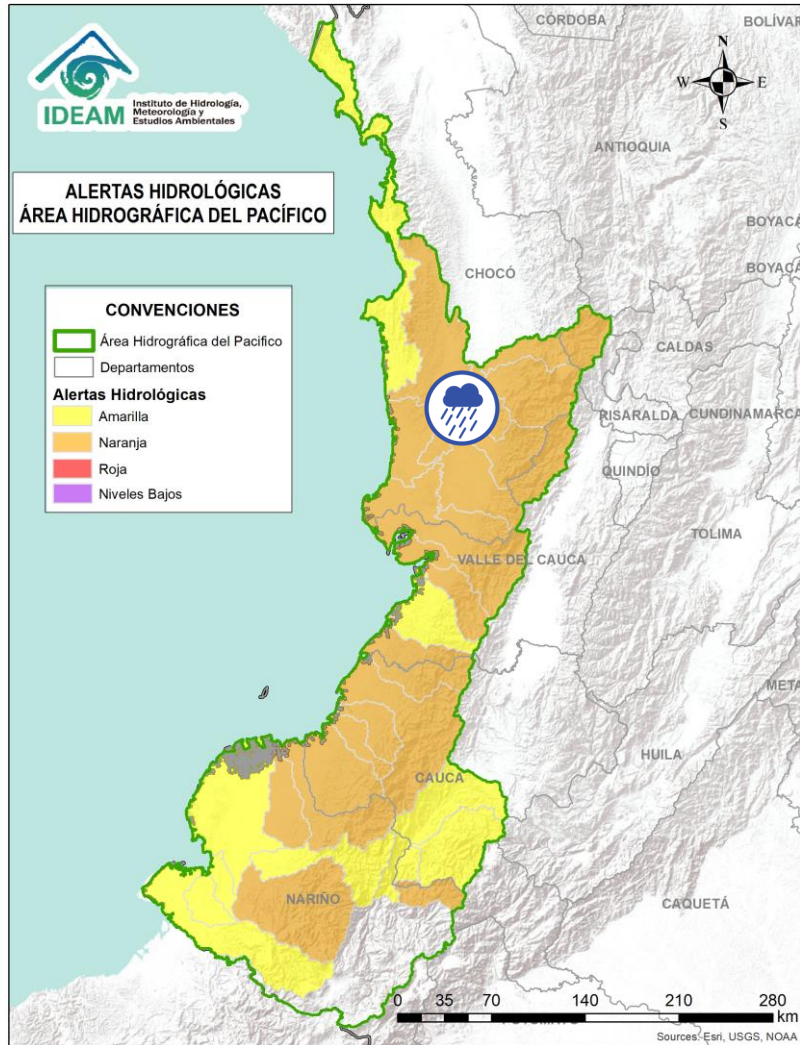 CÓRDOBA
BOLÍVAR
IDEAM
Instituto de Hidrología,
Meteorología y
Estudios Ambientales
N
W E
S
ANTIOQUIA
ALERTAS HIDROLÓGICAS
ÁREA HIDROGRÁFICA DEL PACÍFICO
BOYACÁ
BOYACÁ
CHOCÓ
CONVENCIONES
Área Hidrográfica del Pacifico
Departamentos
Alertas Hidrológicas
Amarilla
Naranja
Roja
Niveles Bajos
CALDAS
RISARALDA
CUNDINAMARCA
QUINDÍO
TOLIMA
VALLE DEL CAUCA
META
HUILA
CAUCA
NARIÑO
CAQUETÁ
0 35 70 140 210 280
km
Sources: Esri, USGS, NOAA